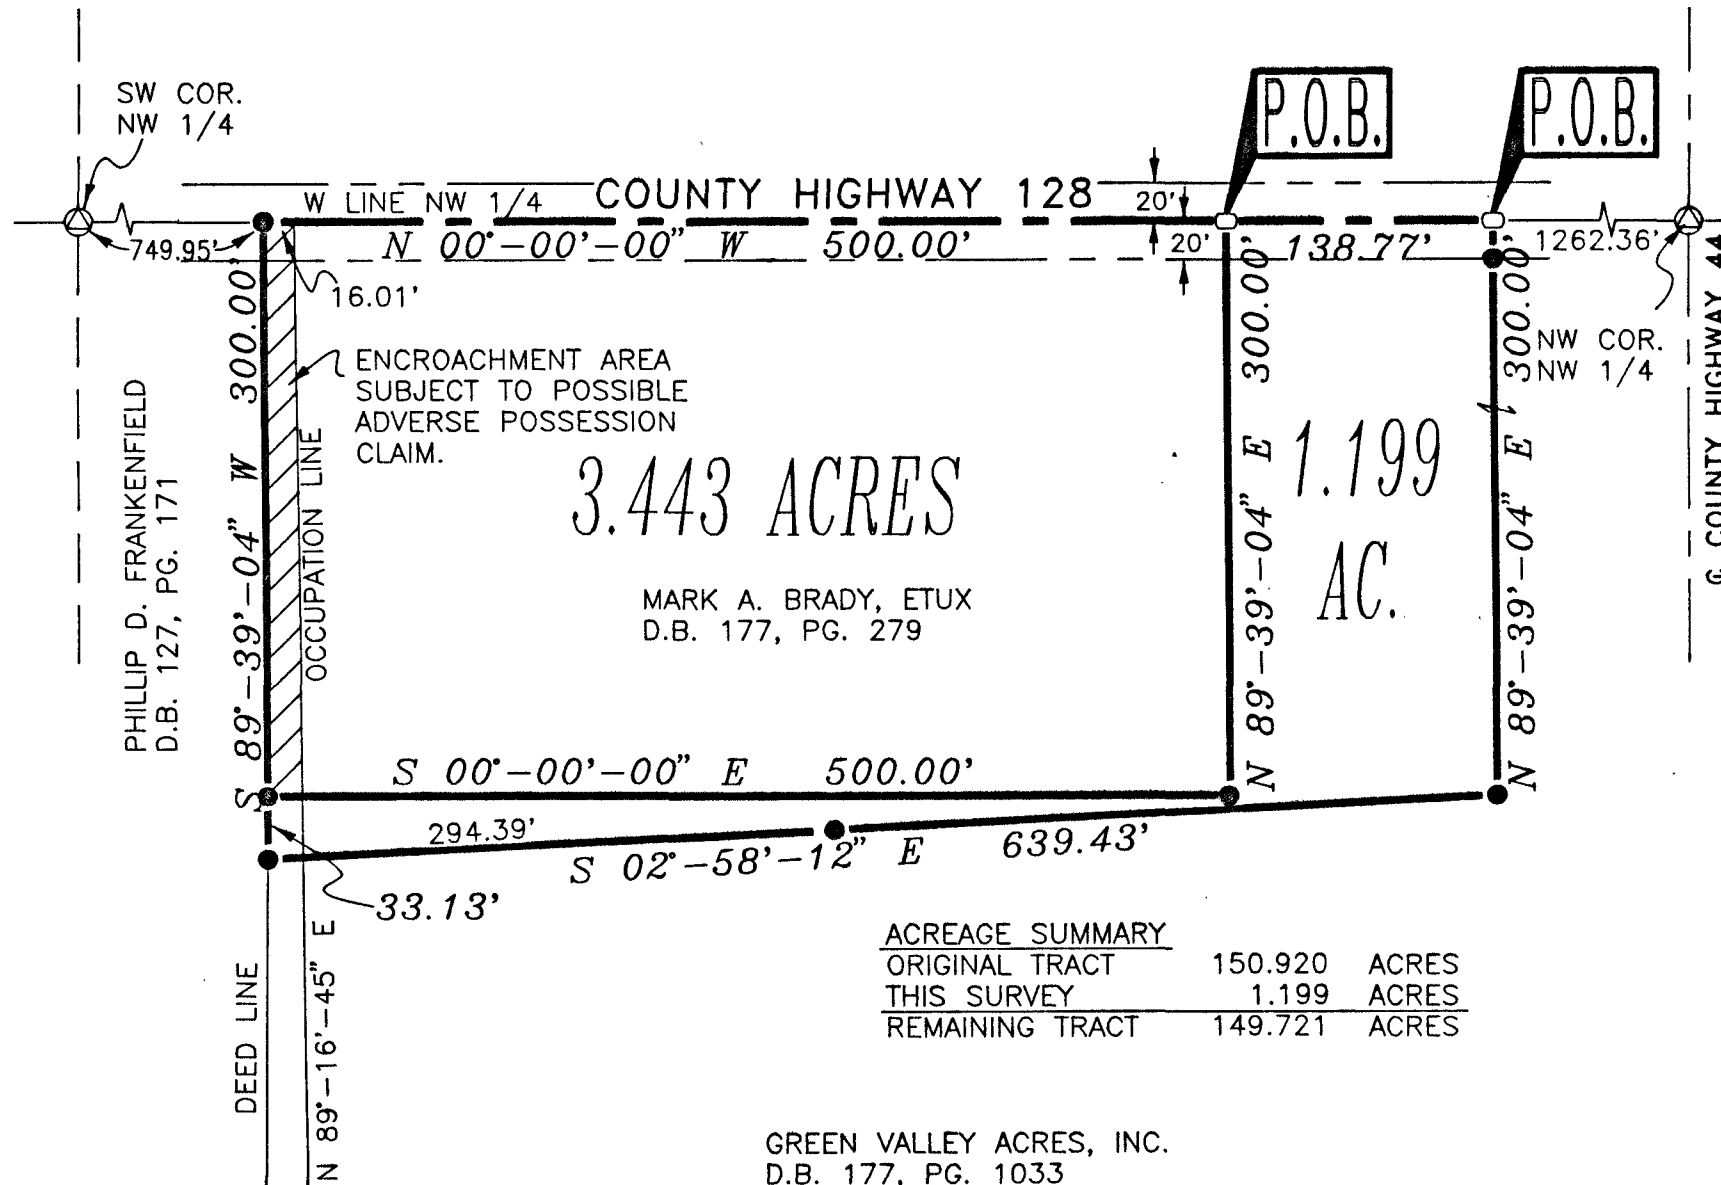 SW COR.
NW 1/4
P.O.B.
P.O.B.
W LINE NW 1/4
COUNTY HIGHWAY 128
20'
20'
749.95'
N 00°-00'-00" W 500.00'
138.77'
1262.36'
16.01'
NW COR.
NW 1/4
℄ COUNTY HIGHWAY 44
ENCROACHMENT AREA
SUBJECT TO POSSIBLE
ADVERSE POSSESSION
CLAIM.
PHILLIP D. FRANKENFIELD
D.B. 127, PG. 171
S 89°-39'-04" W 300.00'
OCCUPATION LINE
3.443 ACRES
MARK A. BRADY, ETUX
D.B. 177, PG. 279
N 89°-39'-04" E 300.00'
1.199
AC.
N 89°-39'-04" E 300.00'
S 00°-00'-00" E 500.00'
294.39'
S 02°-58'-12" E 639.43'
33.13'
DEED LINE
N 89°-16'-45" E
ACREAGE SUMMARY
ORIGINAL TRACT 150.920 ACRES
THIS SURVEY 1.199 ACRES
REMAINING TRACT 149.721 ACRES
GREEN VALLEY ACRES, INC.
D.B. 177, PG. 1033